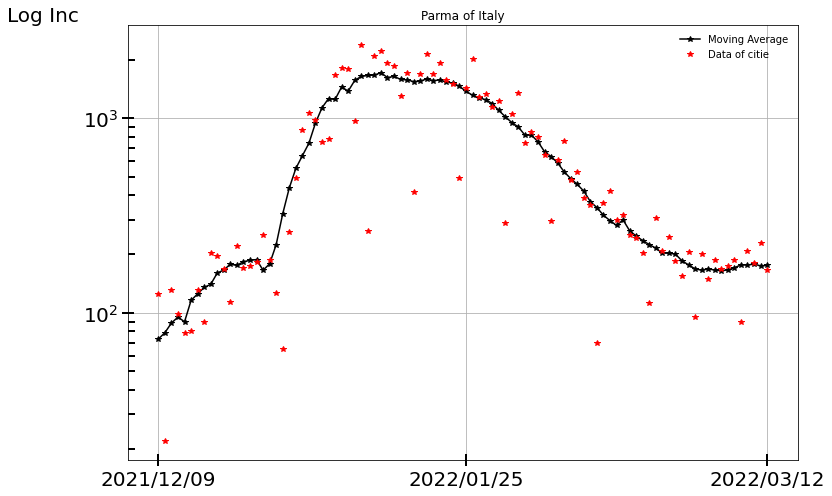 Log Inc
Parma of Italy
Moving Average
Data of citie
10³
10²
2021/12/09 2022/01/25 2022/03/12